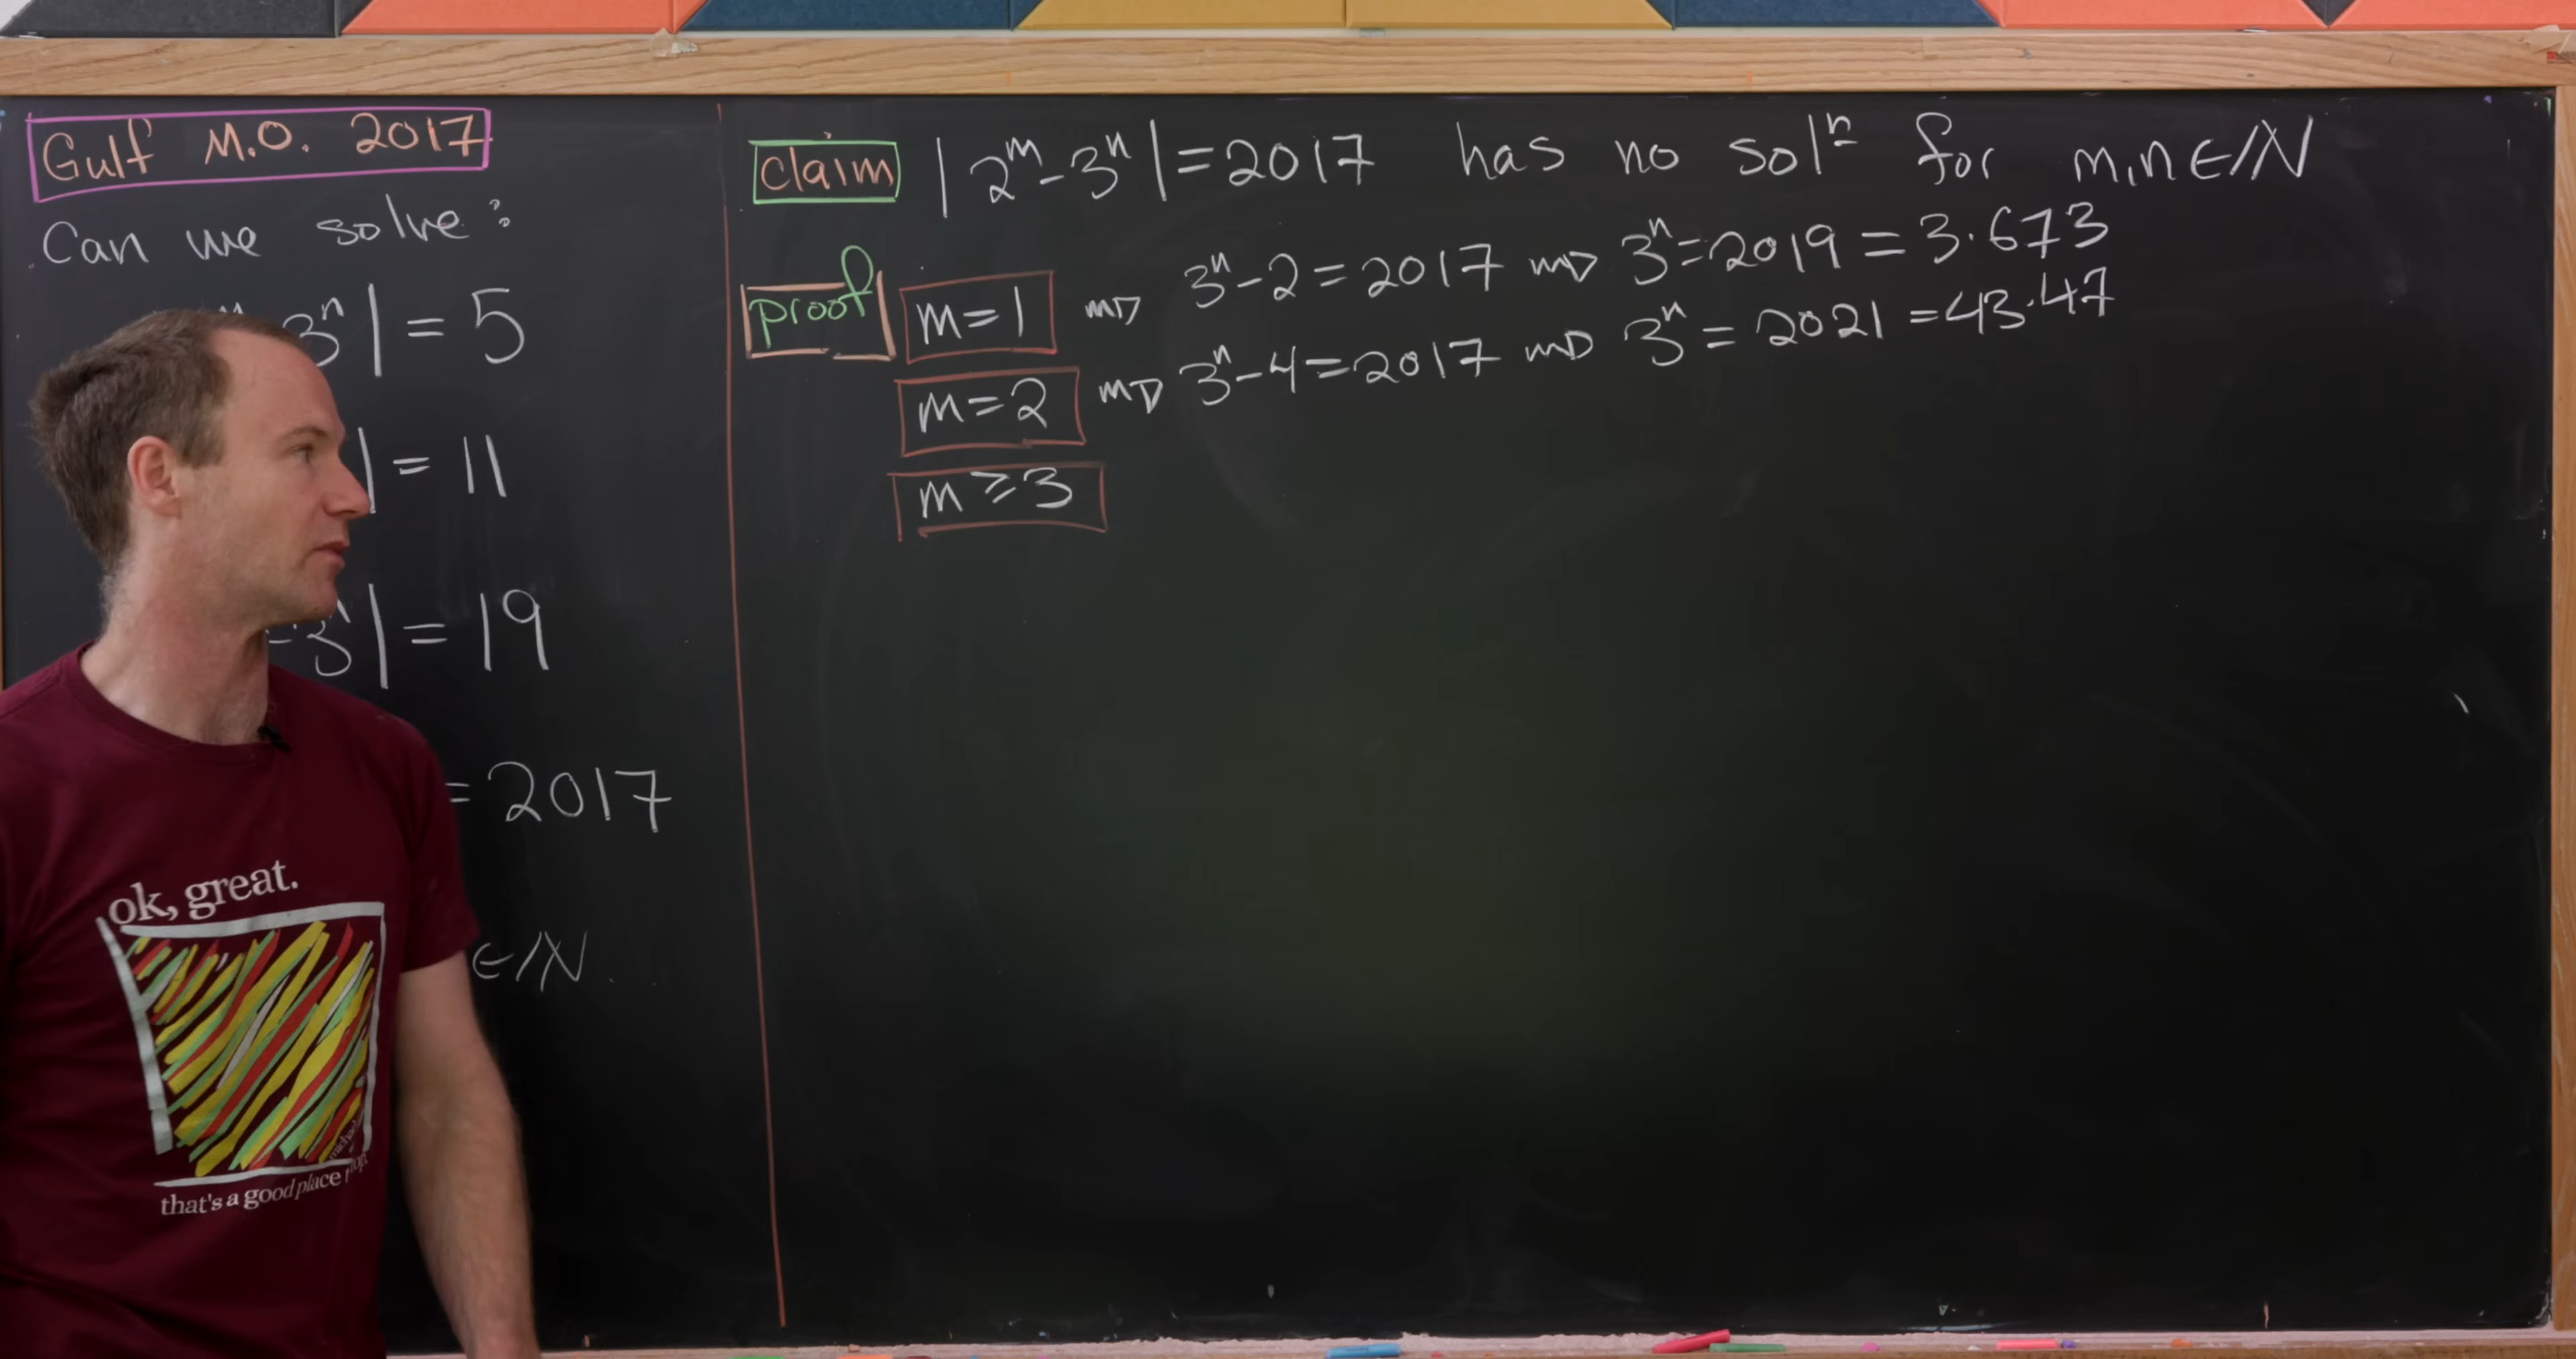 Gulf M.O. 2017
Can we solve:
3ⁿ| = 5
| = 11
-3ⁿ| = 19
= 2017
∈ ℕ
claim |2ᵐ-3ⁿ|=2017 has no solⁿ for m,n∈ℕ
proof m=1 ⇝ 3ⁿ-2=2017 ⇝ 3ⁿ=2019=3·673
m=2 ⇝ 3ⁿ-4=2017 ⇝ 3ⁿ=2021=43·47
m≥3
ok, great.
that's a good place